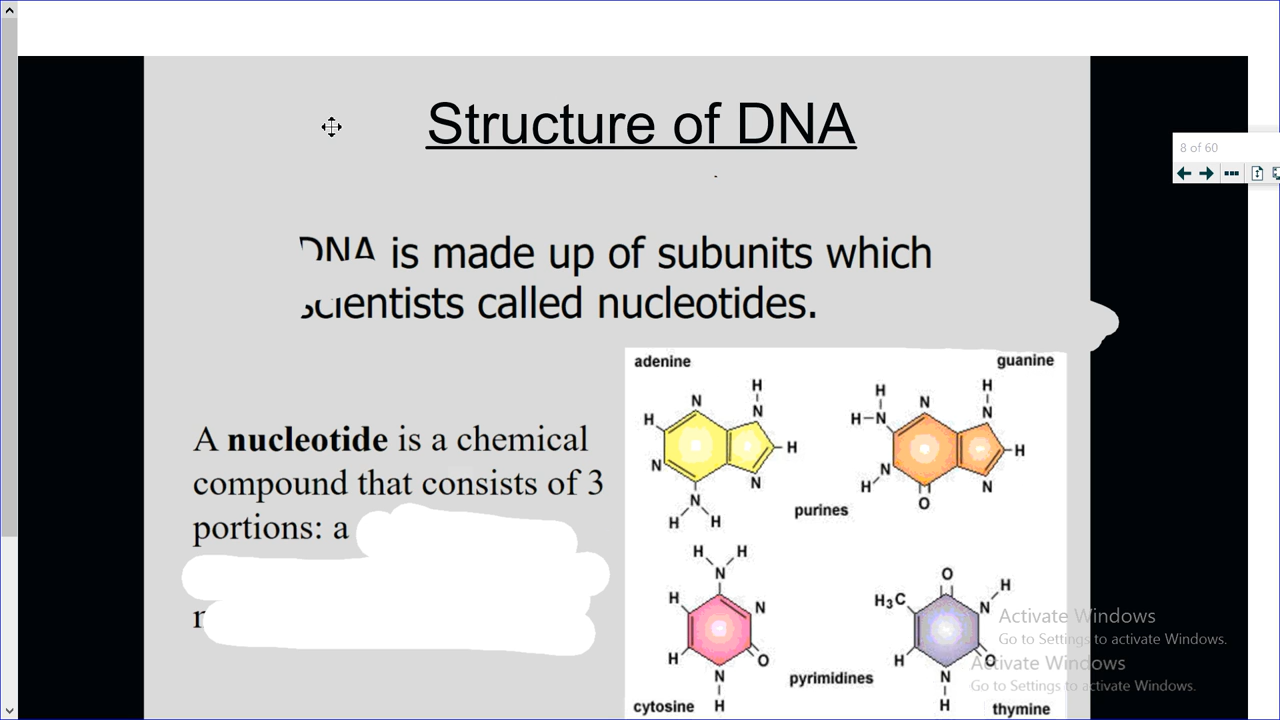 Structure of DNA
8 of 60
DNA is made up of subunits which
scientists called nucleotides.
adenine
guanine
H
N
H
N
H
N
N
N
H
H
H
H
N
N
H
N
H
N
H
N
O
A nucleotide is a chemical
compound that consists of 3
portions: a
purines
H
H
N
H
N
H
O
N
H
O
H
H₃C
N
H
O
N
H
pyrimidines
cytosine
thymine
Activate Windows
Go to Settings to activate Windows.
Activate Windows
Go to Settings to activate Windows.